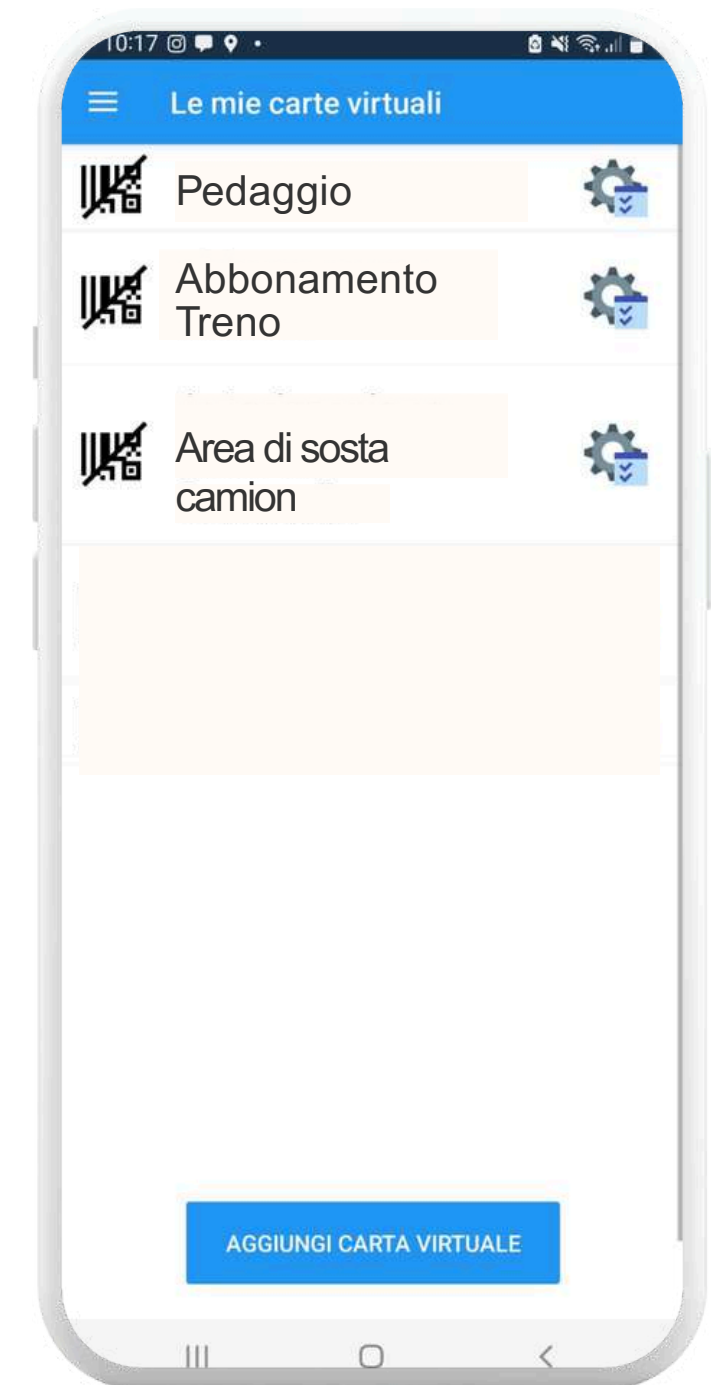 10:17
Le mie carte virtuali
Pedaggio
Abbonamento
Treno
Area di sosta
camion
AGGIUNGI CARTA VIRTUALE